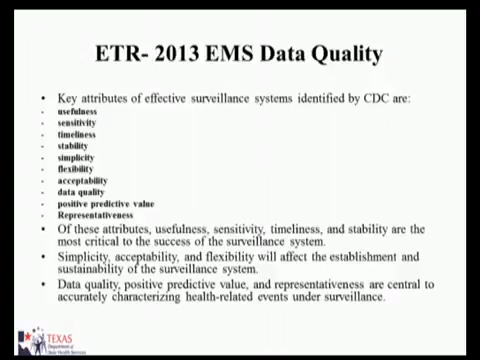 ETR- 2013 EMS Data Quality
• Key attributes of effective surveillance systems identified by CDC are:
- usefulness
- sensitivity
- timeliness
- stability
- simplicity
- flexibility
- acceptability
- data quality
- positive predictive value
- Representativeness
• Of these attributes, usefulness, sensitivity, timeliness, and stability are the
most critical to the success of the surveillance system.
• Simplicity, acceptability, and flexibility will affect the establishment and
sustainability of the surveillance system.
• Data quality, positive predictive value, and representativeness are central to
accurately characterizing health-related events under surveillance.
TEXAS
Department of
State Health Services